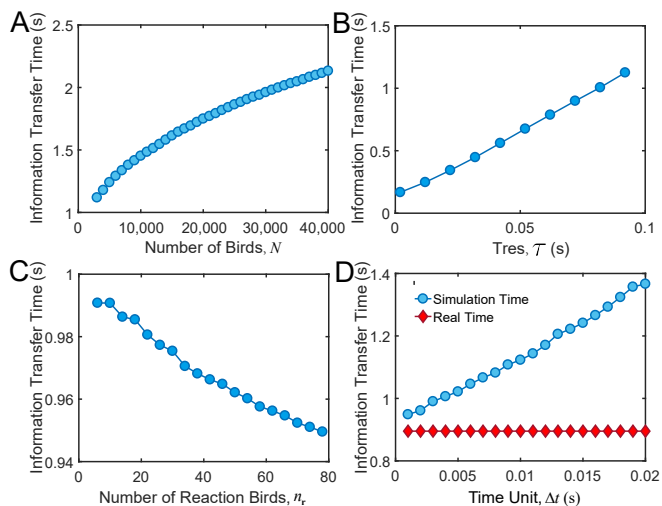 A
Information Transfer Time (s)
2.5
2
1.5
1
0
10,000
20,000
30,000
40,000
Number of Birds, N
B
Information Transfer Time (s)
1.5
1
0.5
0
0
0.05
0.1
Tres, τ (s)
C
Information Transfer Time (s)
1
0.98
0.96
0.94
0
20
40
60
80
Number of Reaction Birds, nr
D
Information Transfer Time (s)
1.4
1.2
1
0.8
Simulation Time
Real Time
0
0.005
0.01
0.015
0.02
Time Unit, Δt (s)